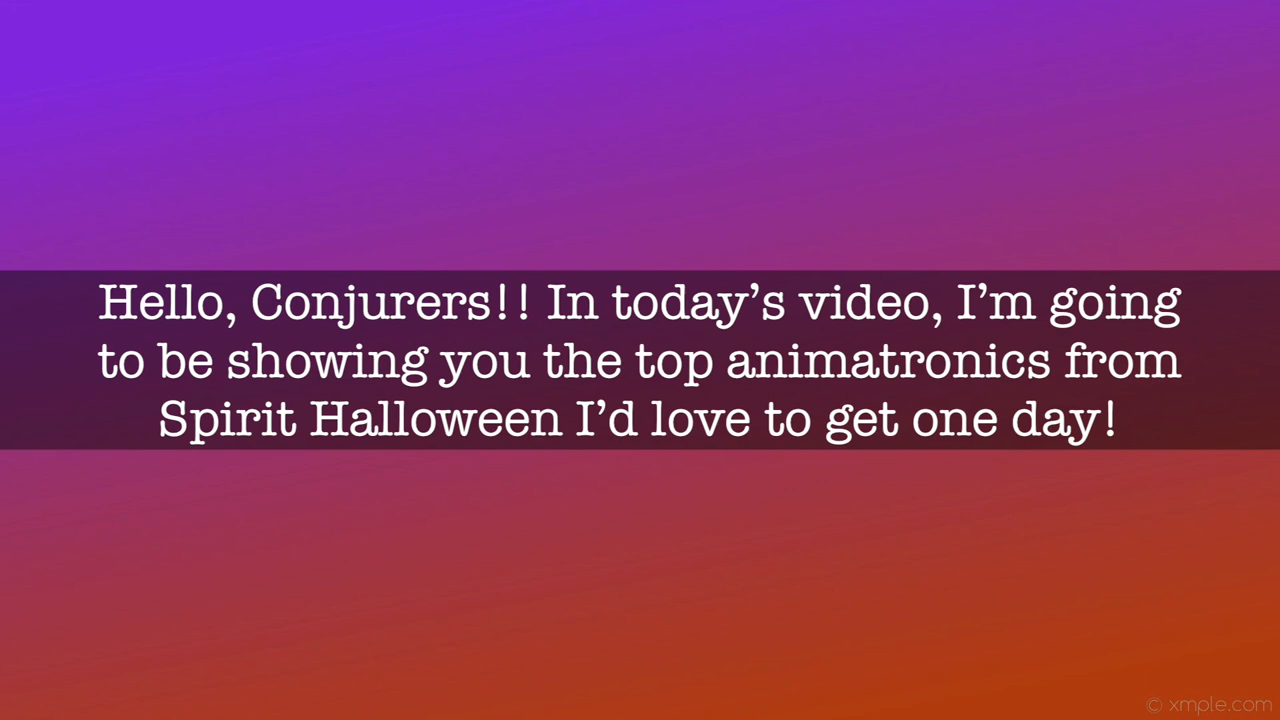 Hello, Conjurers!! In today’s video, I’m going
to be showing you the top animatronics from
Spirit Halloween I’d love to get one day!
© xmple.com